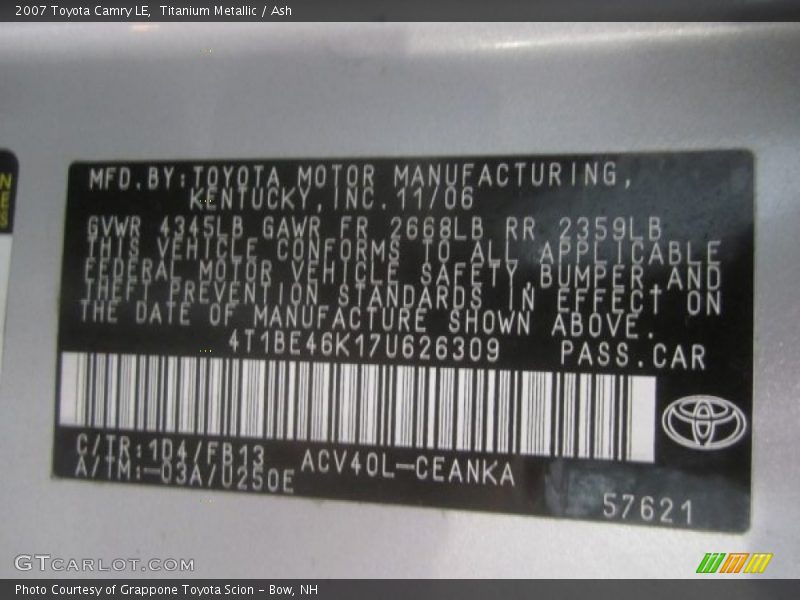 2007 Toyota Camry LE, Titanium Metallic / Ash
NES
MFD.BY:TOYOTA MOTOR MANUFACTURING,
KENTUCKY,INC.11/06
GVWR 4345LB GAWR FR 2668LB RR 2359LB
THIS VEHICLE CONFORMS TO ALL APPLICABLE
FEDERAL MOTOR VEHICLE SAFETY,BUMPER,AND
THEFT PREVENTION STANDARDS IN EFFECT ON
THE DATE OF MANUFACTURE SHOWN ABOVE.
4T1BE46K17U626309 PASS.CAR
C/TR:1D4/FB13 ACV40L-CEANKA
A/TM:-03A/U250E
57621
GTCARLOT.COM
Photo Courtesy of Grappone Toyota Scion - Bow, NH